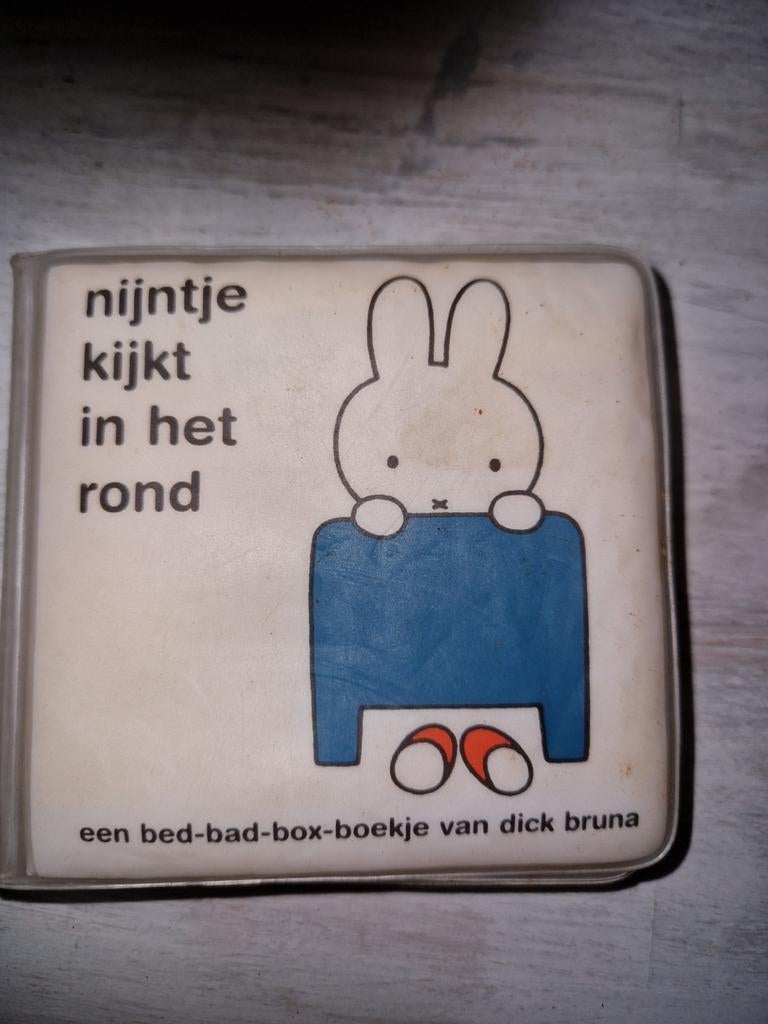 nijntje
kijkt
in het
rond
een bed-bad-box-boekje van dick bruna